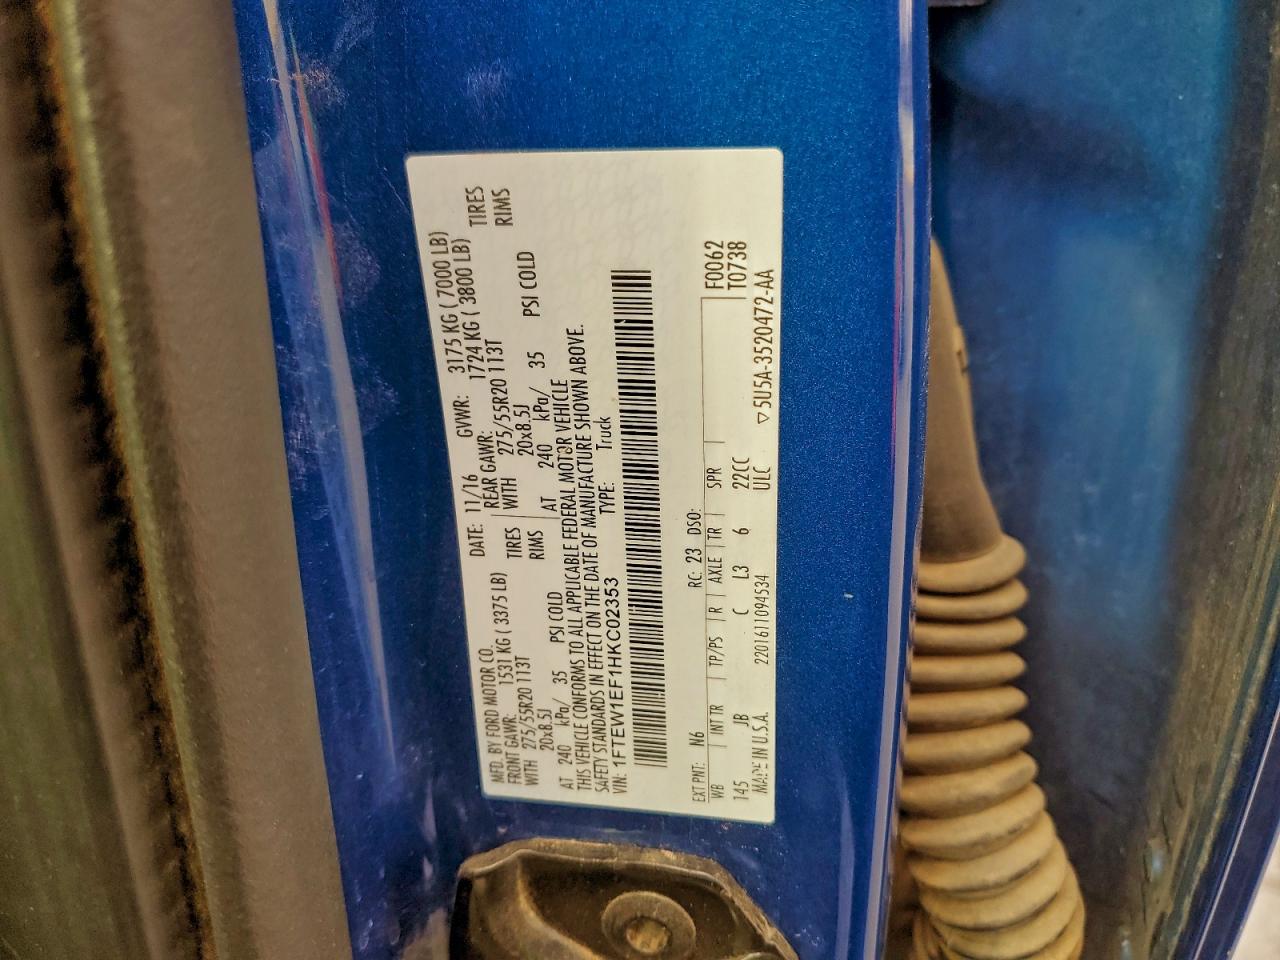 MFD. BY FORD MOTOR CO.
DATE: 11/16 GVWR: 3175 KG ( 7000 LB)
FRONT GAWR: 1531 KG ( 3375 LB) REAR GAWR: 1724 KG ( 3800 LB)
WITH 275/55R20 113T TIRES WITH 275/55R20 113T TIRES
20x8.5J RIMS 20x8.5J RIMS
AT 240 kPa/ 35 PSI COLD AT 240 kPa/ 35 PSI COLD
THIS VEHICLE CONFORMS TO ALL APPLICABLE FEDERAL MOTOR VEHICLE
SAFETY STANDARDS IN EFFECT ON THE DATE OF MANUFACTURE SHOWN ABOVE.
VIN: 1FTEW1EF1HKC02353 TYPE: Truck
EXT PNT: N6 RC: 23 DSO:
WB INT TR TP/PS R AXLE TR SPR F0062
145 JB C L3 6 22CC T0738
MADE IN U.S.A. 2201611094534 ULC ▽ 5U5A-3520472-AA